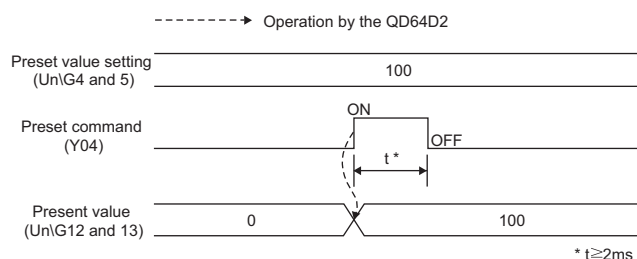 Operation by the QD64D2
Preset value setting
(Un\G4 and 5)
100
Preset command
(Y04)
ON
OFF
t *
Present value
(Un\G12 and 13)
0
100
* t≧2ms